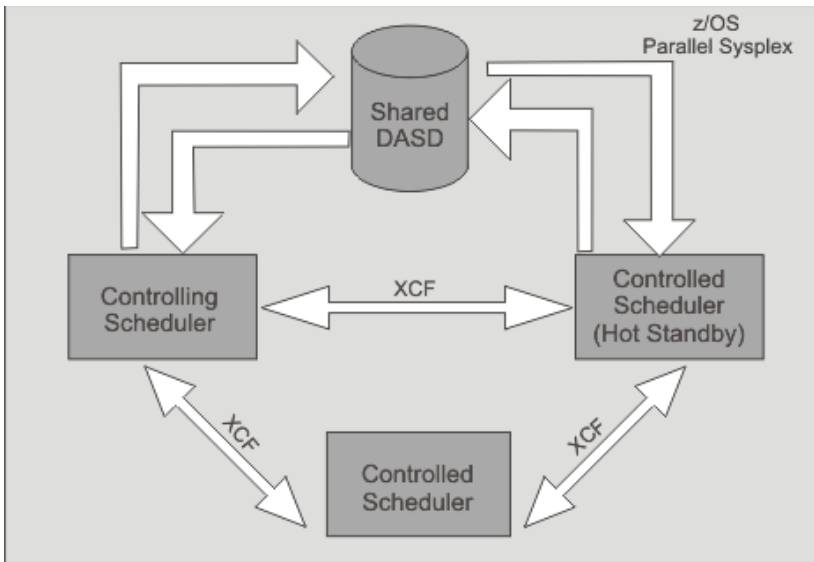 z/OS
Parallel Sysplex
Shared
DASD
Controlling
Scheduler
XCF
Controlled
Scheduler
(Hot Standby)
XCF
XCF
Controlled
Scheduler